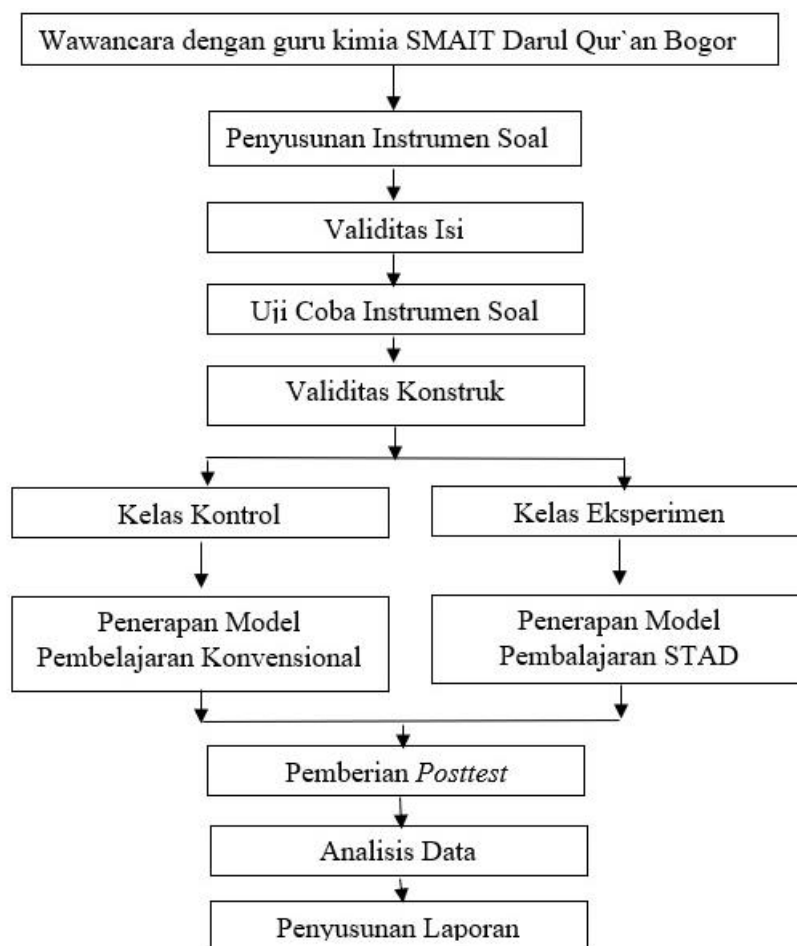 Wawancara dengan guru kimia SMAIT Darul Qur`an Bogor
Penyusunan Instrumen Soal
Validitas Isi
Uji Coba Instrumen Soal
Validitas Konstruk
Kelas Kontrol
Kelas Eksperimen
Penerapan Model
Pembelajaran Konvensional
Penerapan Model
Pembalajaran STAD
Pemberian Posttest
Analisis Data
Penyusunan Laporan